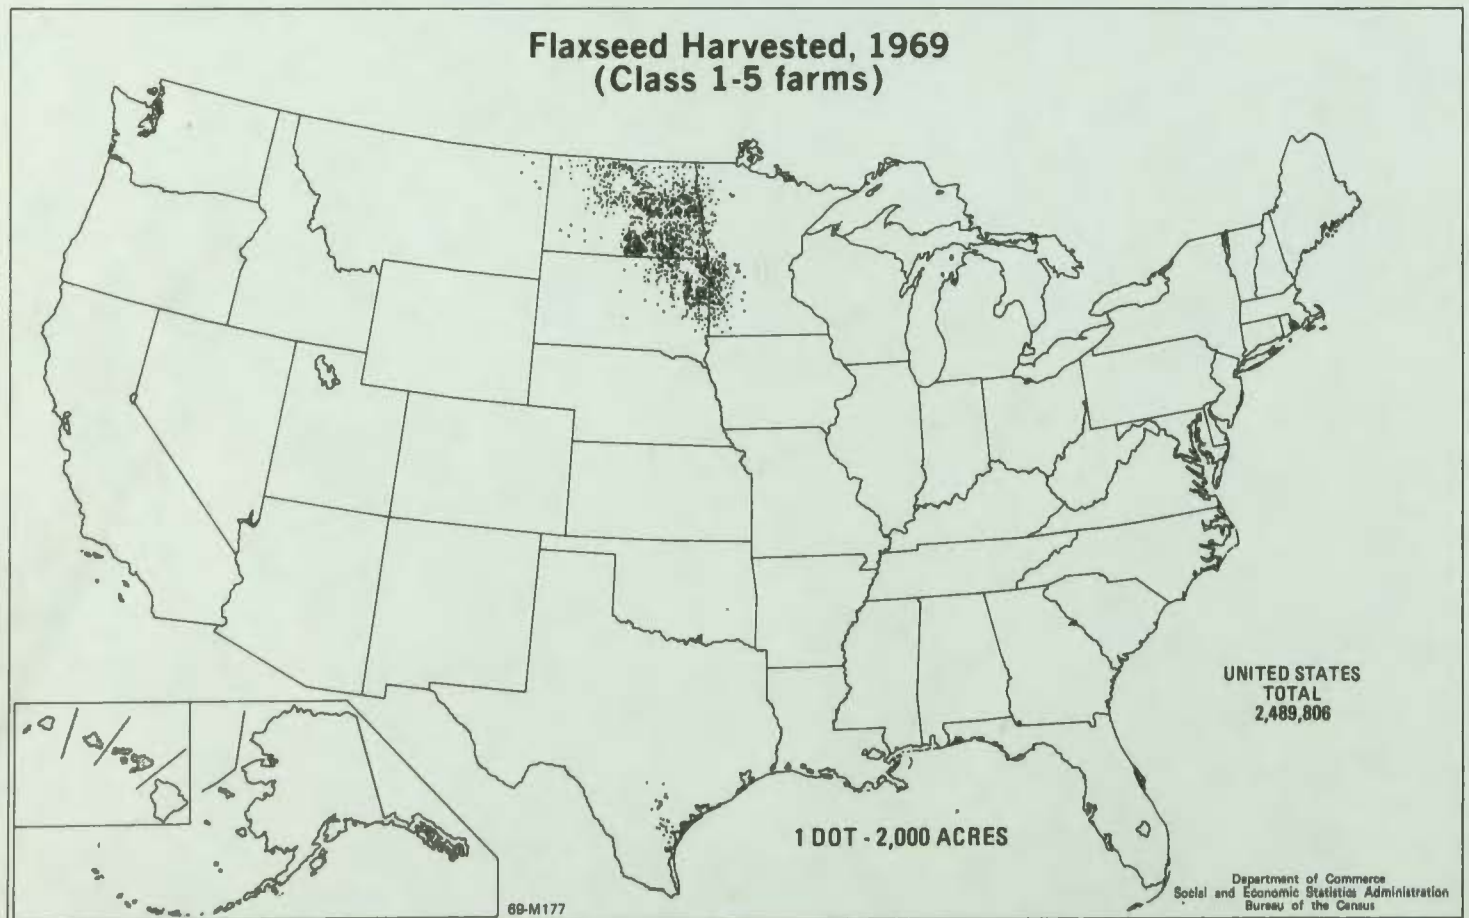 Flaxseed Harvested, 1969
(Class 1-5 farms)
UNITED STATES
TOTAL
2,489,806
1 DOT - 2,000 ACRES
Department of Commerce
Social and Economic Statistics Administration
Bureau of the Census
69-M177